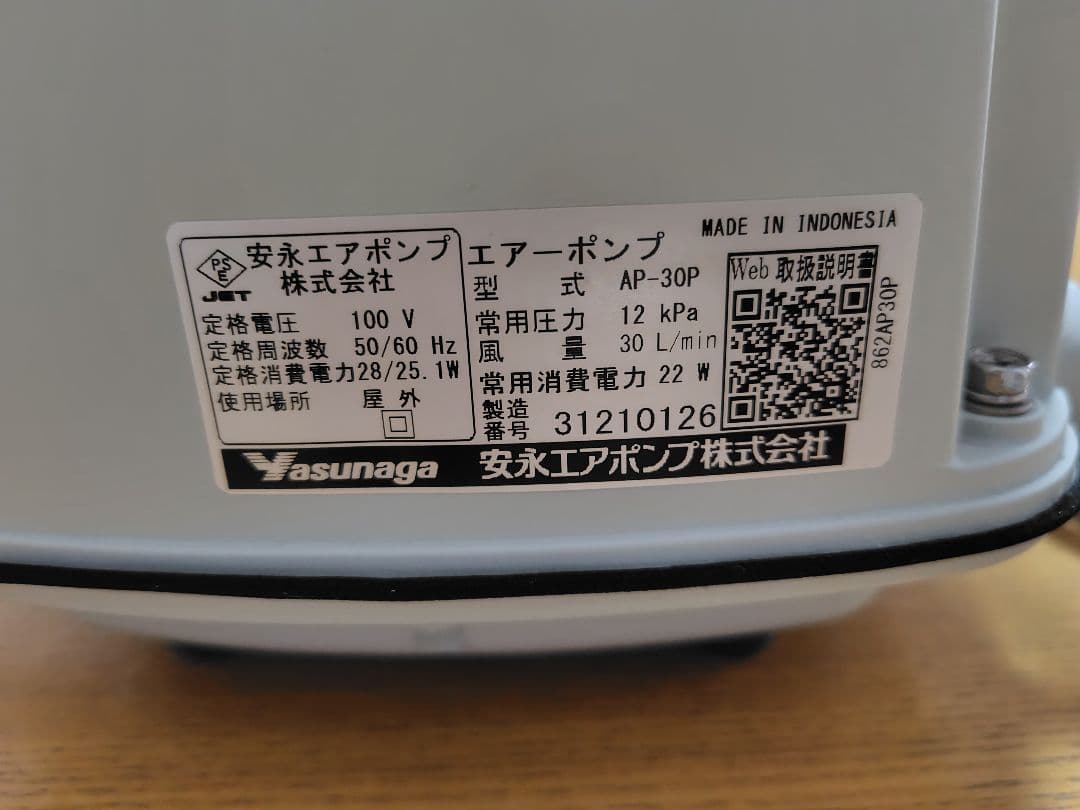 MADE IN INDONESIA
PSE
JET
安永エアポンプ
株式会社
定格電圧 100 V
定格周波数 50/60 Hz
定格消費電力 28/25.1W
使用場所 屋外
エアーポンプ
型式 AP-30P
常用圧力 12 kPa
風量 30 L/min
常用消費電力 22 W
製造
番号 31210126
Web 取扱説明書
862AP30P
Yasunaga 安永エアポンプ株式会社